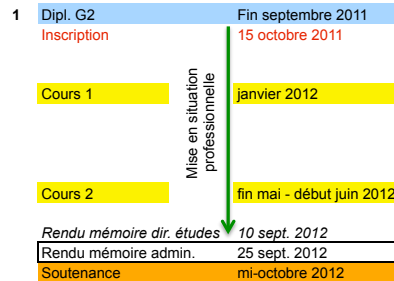 1 Dipl. G2 Fin septembre 2011
Inscription 15 octobre 2011
Mise en situation
professionnelle
Cours 1 janvier 2012
Cours 2 fin mai - début juin 2012
Rendu mémoire dir. études 10 sept. 2012
Rendu mémoire admin. 25 sept. 2012
Soutenance mi-octobre 2012